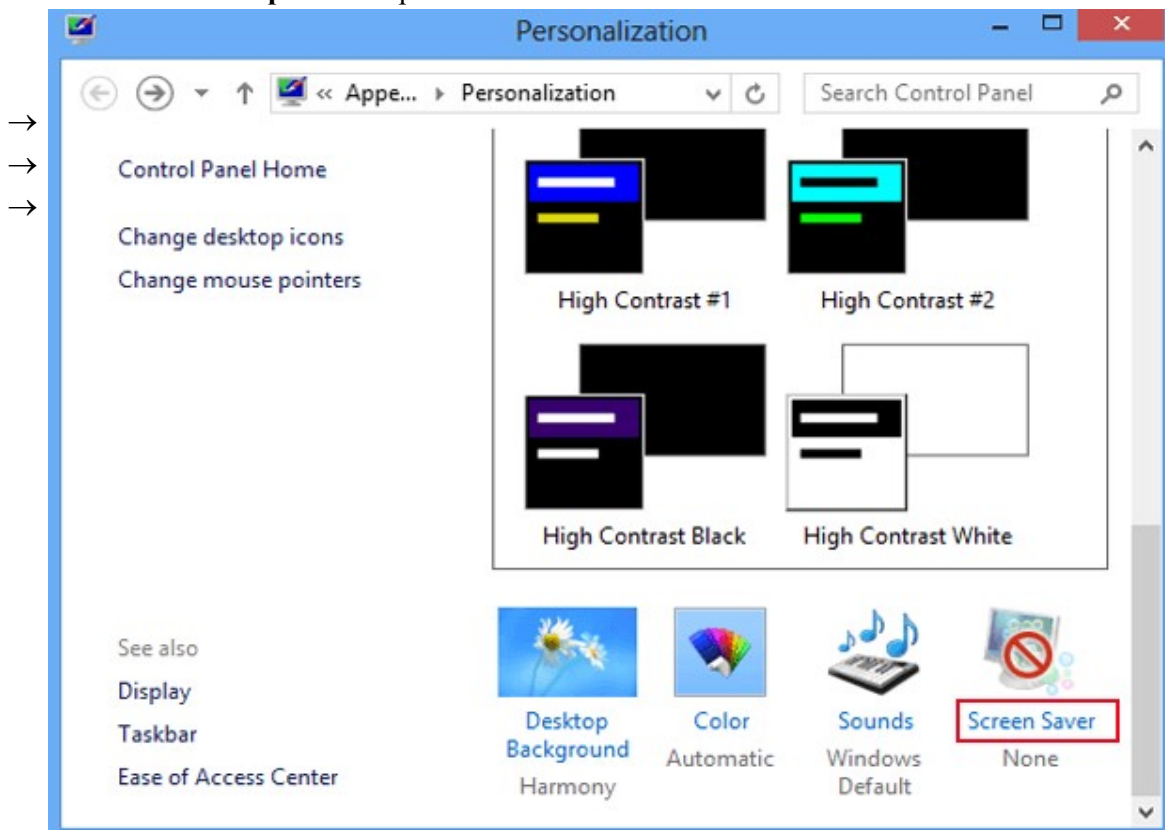 Personalization
« Appe... ▸ Personalization
Search Control Panel
→
→
→
Control Panel Home
Change desktop icons
Change mouse pointers
High Contrast #1
High Contrast #2
High Contrast Black
High Contrast White
See also
Display
Taskbar
Ease of Access Center
Desktop
Background
Harmony
Color
Automatic
Sounds
Windows
Default
Screen Saver
None